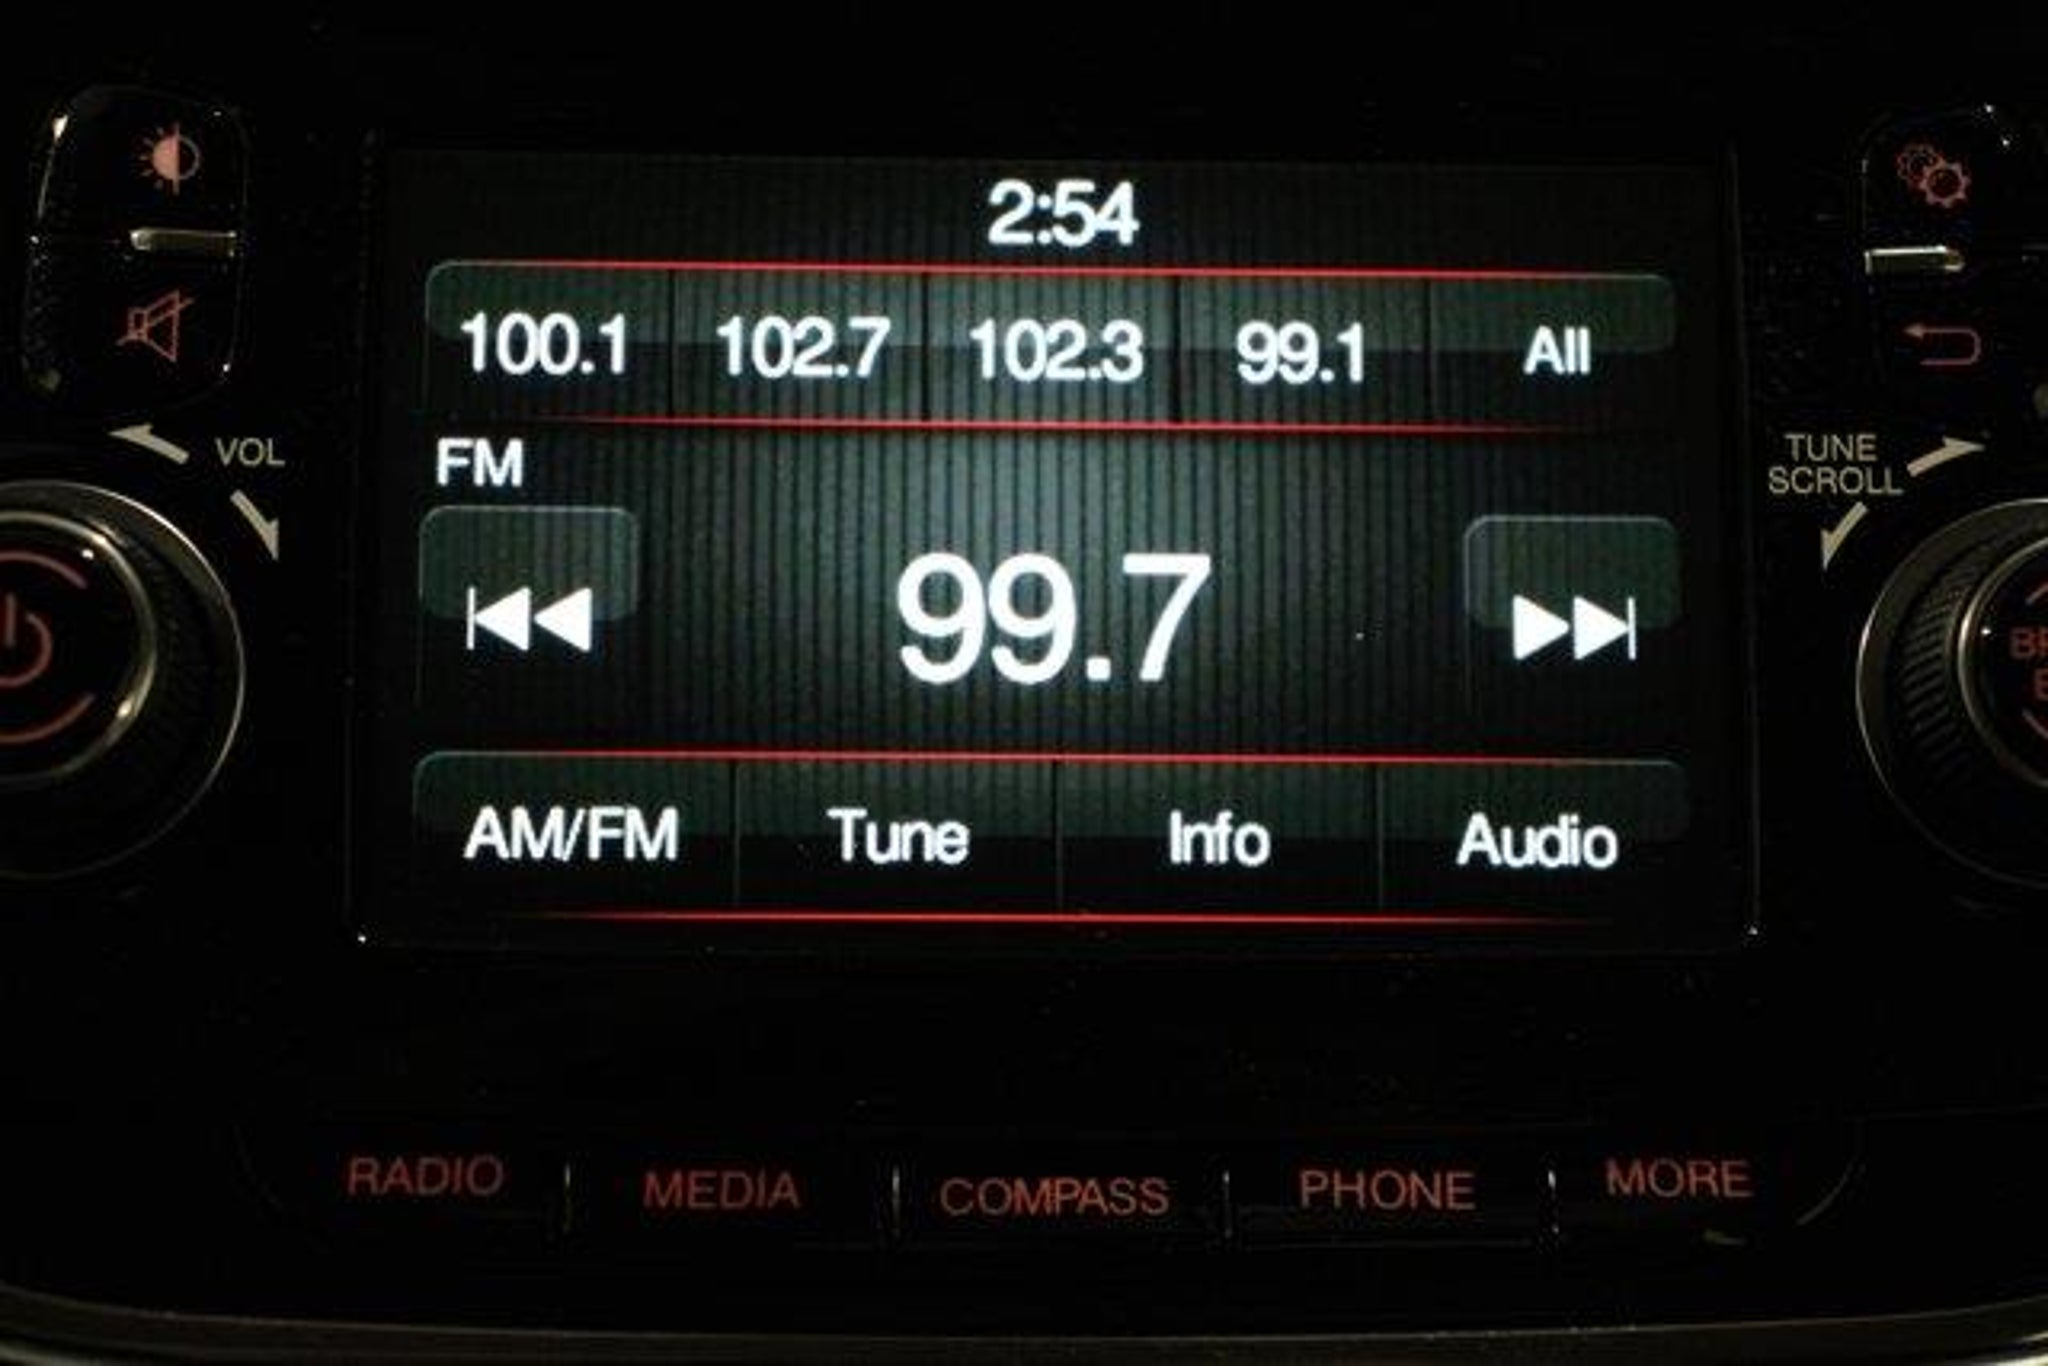 2:54
100.1 102.7 102.3 99.1 All
VOL
FM
TUNE
SCROLL
99.7
AM/FM Tune Info Audio
RADIO MEDIA COMPASS PHONE MORE